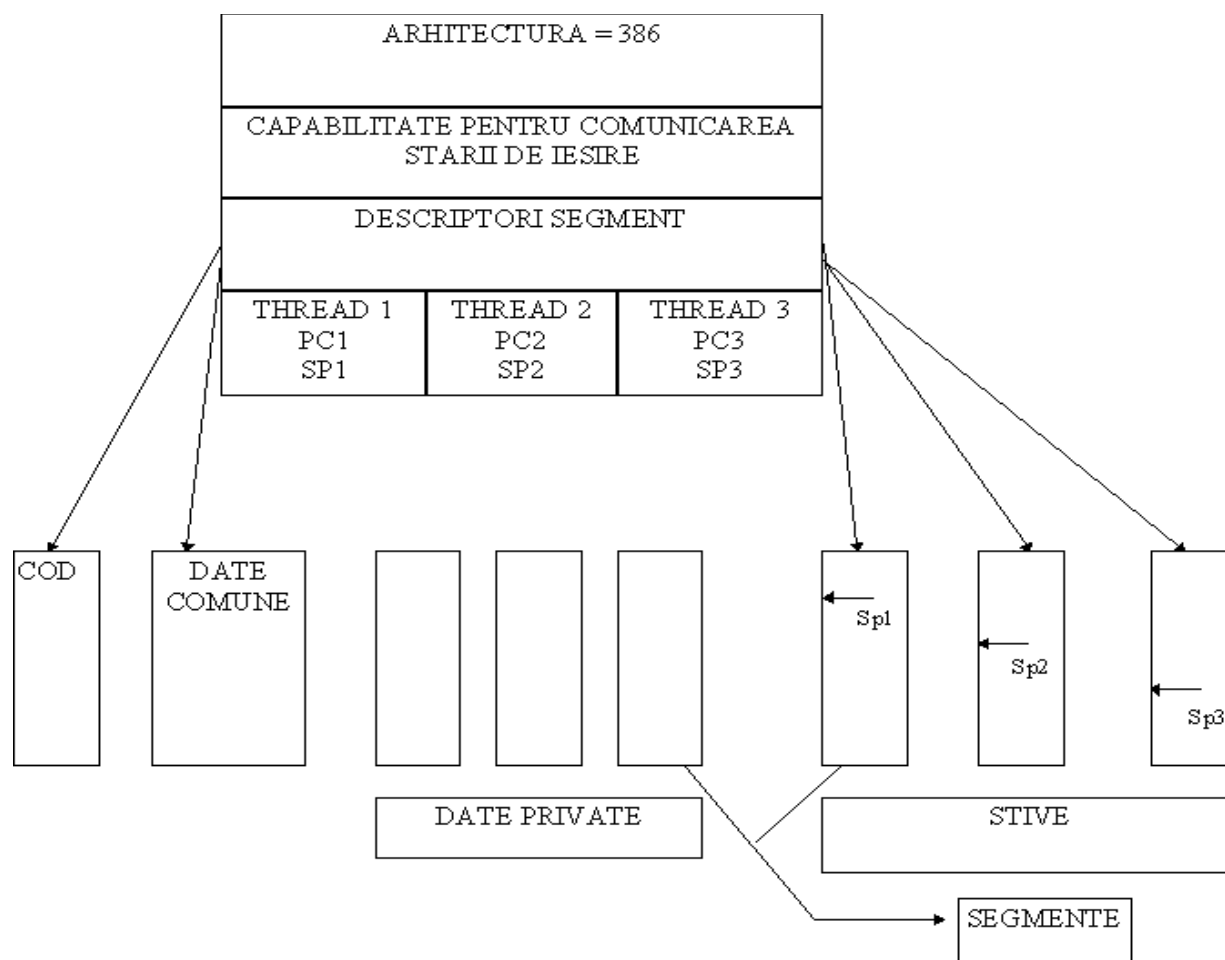 ARHITECTURA = 386
CAPABILITATE PENTRU COMUNICAREA
STARII DE IESIRE
DESCRIPTORI SEGMENT
THREAD 1
PC1
SP1
THREAD 2
PC2
SP2
THREAD 3
PC3
SP3
COD
DATE
COMUNE
Sp1
Sp2
Sp3
DATE PRIVATE
STIVE
SEGMENTE